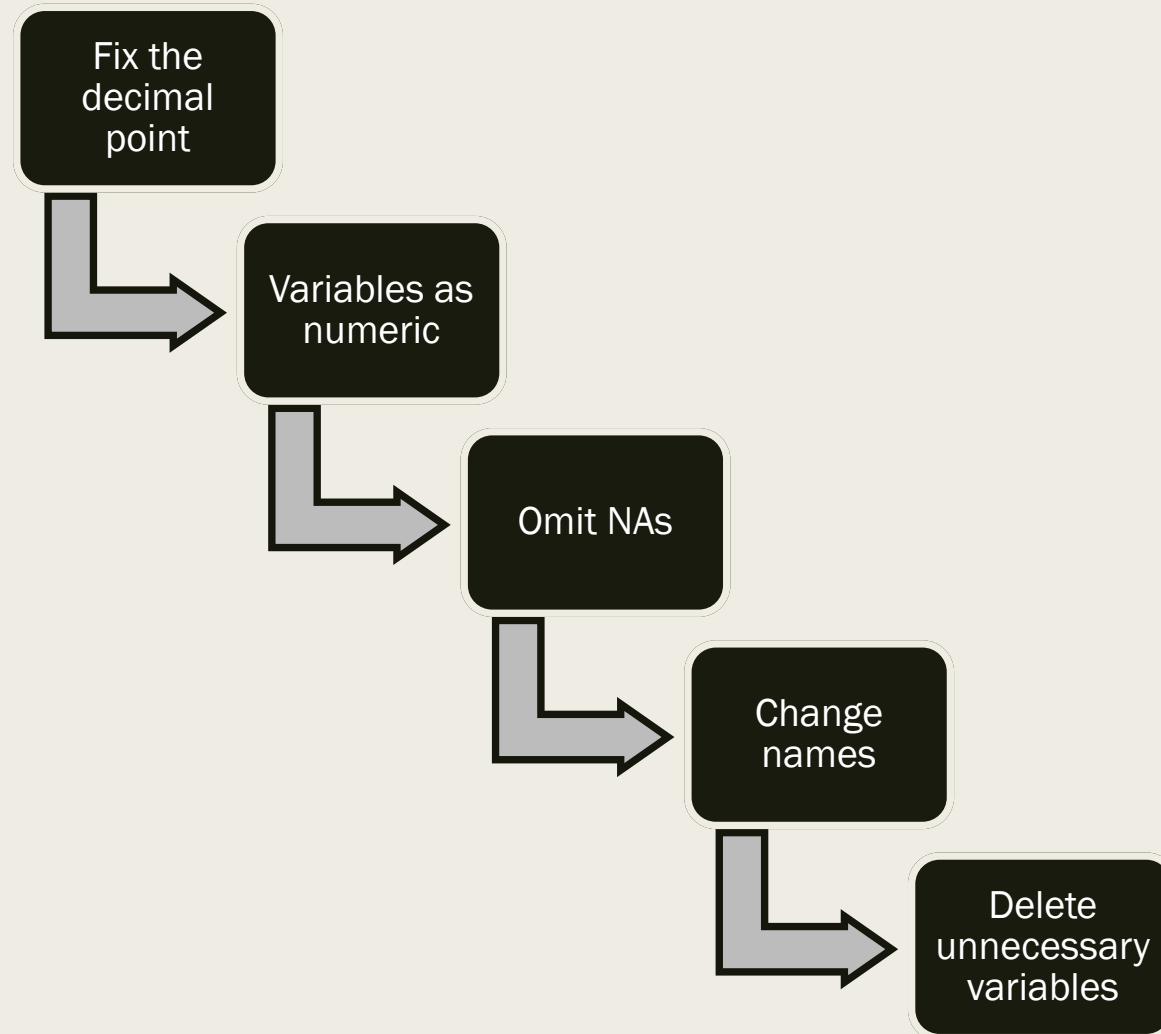 Fix the
decimal
point
Variables as
numeric
Omit NAs
Change
names
Delete
unnecessary
variables